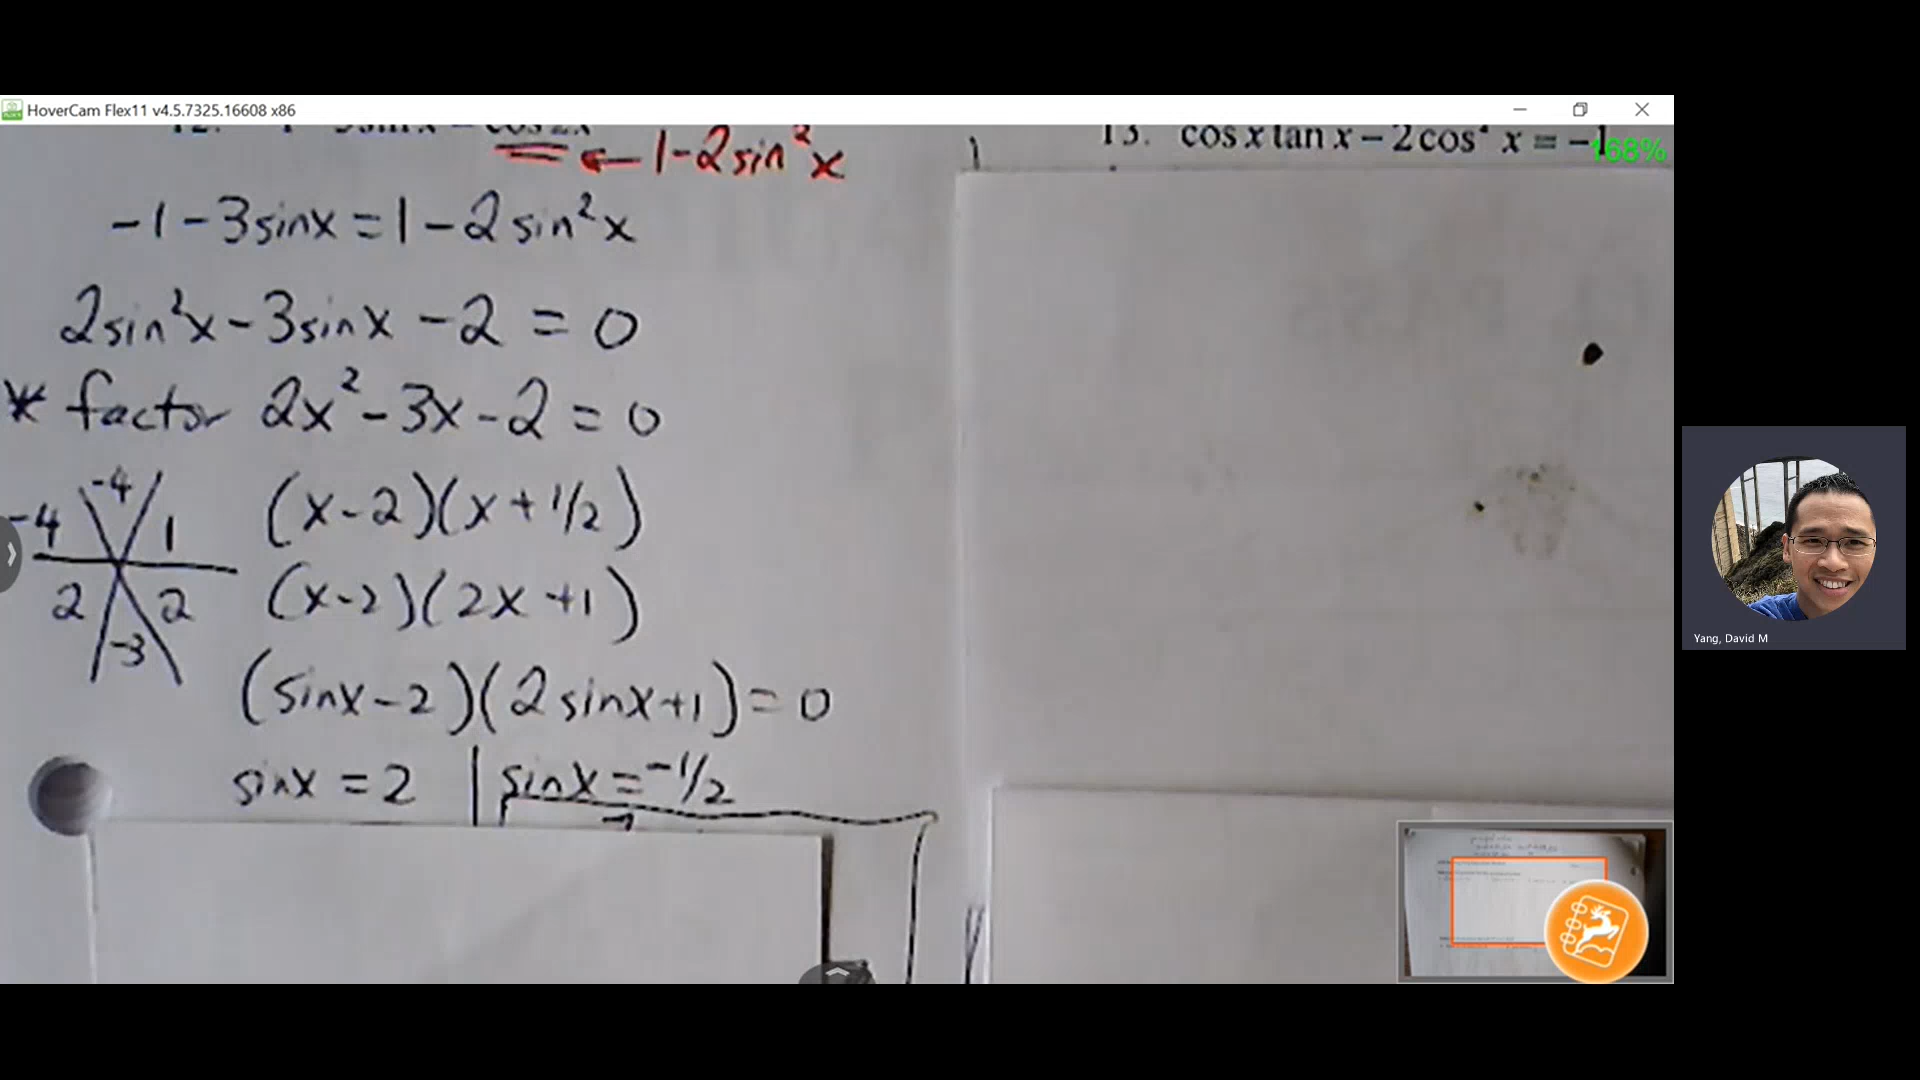 HoverCam Flex11 v4.5.7325.16608 x86
← 1-2sin²x
13. cos x tan x – 2 cos² x = –1
168%
-1-3sinx=1-2sin²x
2sin²x-3sinx-2=0
* factor 2x²-3x-2=0
-4
-4 1
2 2
-3
(x-2)(x+1/2)
(x-2)(2x+1)
(sinx-2)(2sinx+1)=0
sinx=2 | sinx=-1/2
Yang, David M